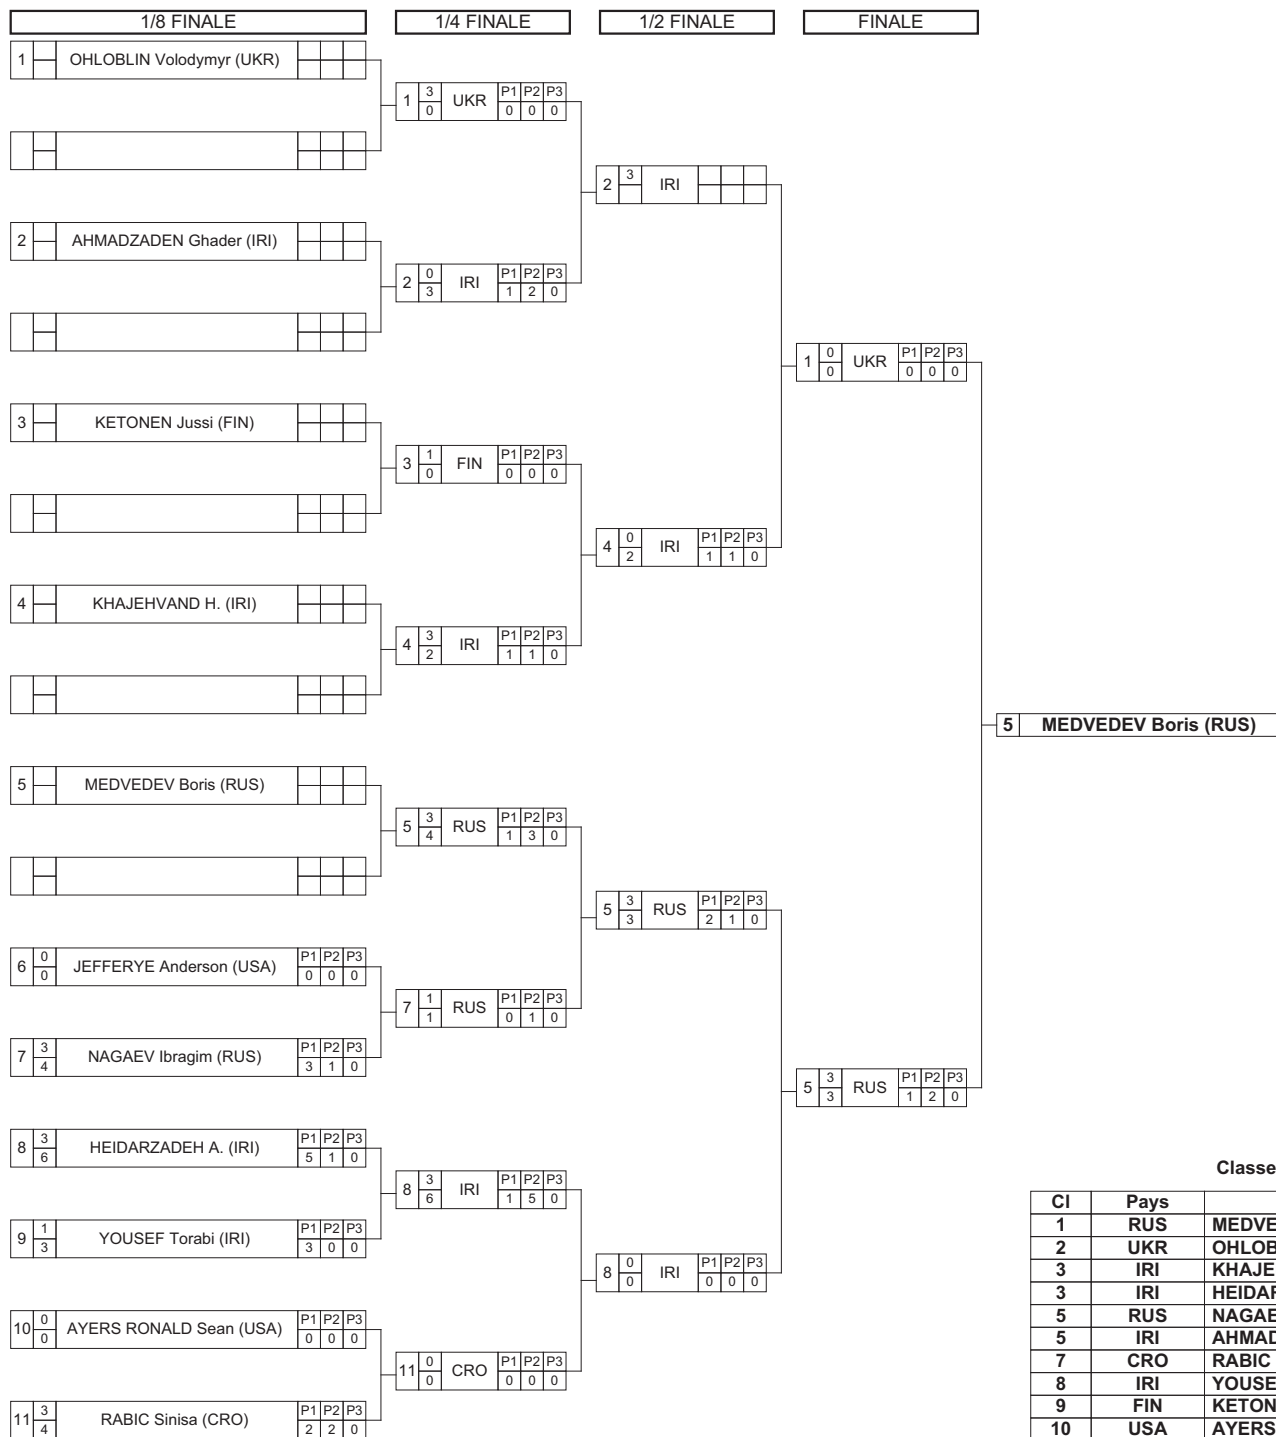 1/8 FINALE 1/4 FINALE 1/2 FINALE FINALE
1 OHLOBLIN Volodymyr (UKR)
1 3 0 UKR P1 P2 P3 0 0 0
2 3 IRI
2 AHMADZADEN Ghader (IRI)
2 0 3 IRI P1 P2 P3 1 2 0
1 0 0 UKR P1 P2 P3 0 0 0
3 KETONEN Jussi (FIN)
3 1 0 FIN P1 P2 P3 0 0 0
4 0 2 IRI P1 P2 P3 1 1 0
4 KHAJEHVAND H. (IRI)
4 3 2 IRI P1 P2 P3 1 1 0
5 MEDVEDEV Boris (RUS)
5 MEDVEDEV Boris (RUS)
5 3 4 RUS P1 P2 P3 1 3 0
5 3 3 RUS P1 P2 P3 2 1 0
6 0 0 JEFFERYE Anderson (USA) P1 P2 P3 0 0 0
7 1 1 RUS P1 P2 P3 0 1 0
7 3 4 NAGAEV Ibragim (RUS) P1 P2 P3 3 1 0
5 3 3 RUS P1 P2 P3 1 2 0
8 3 6 HEIDARZADEH A. (IRI) P1 P2 P3 5 1 0
8 3 6 IRI P1 P2 P3 1 5 0
9 1 3 YOUSEF Torabi (IRI) P1 P2 P3 3 0 0
8 0 0 IRI P1 P2 P3 0 0 0
10 0 0 AYERS RONALD Sean (USA) P1 P2 P3 0 0 0
11 0 0 CRO P1 P2 P3 0 0 0
11 3 4 RABIC Sinisa (CRO) P1 P2 P3 2 2 0
Classe
Cl Pays
1 RUS MEDVE
2 UKR OHLOB
3 IRI KHAJE
3 IRI HEIDAR
5 RUS NAGAE
5 IRI AHMAD
7 CRO RABIC
8 IRI YOUSE
9 FIN KETON
10 USA AYERS